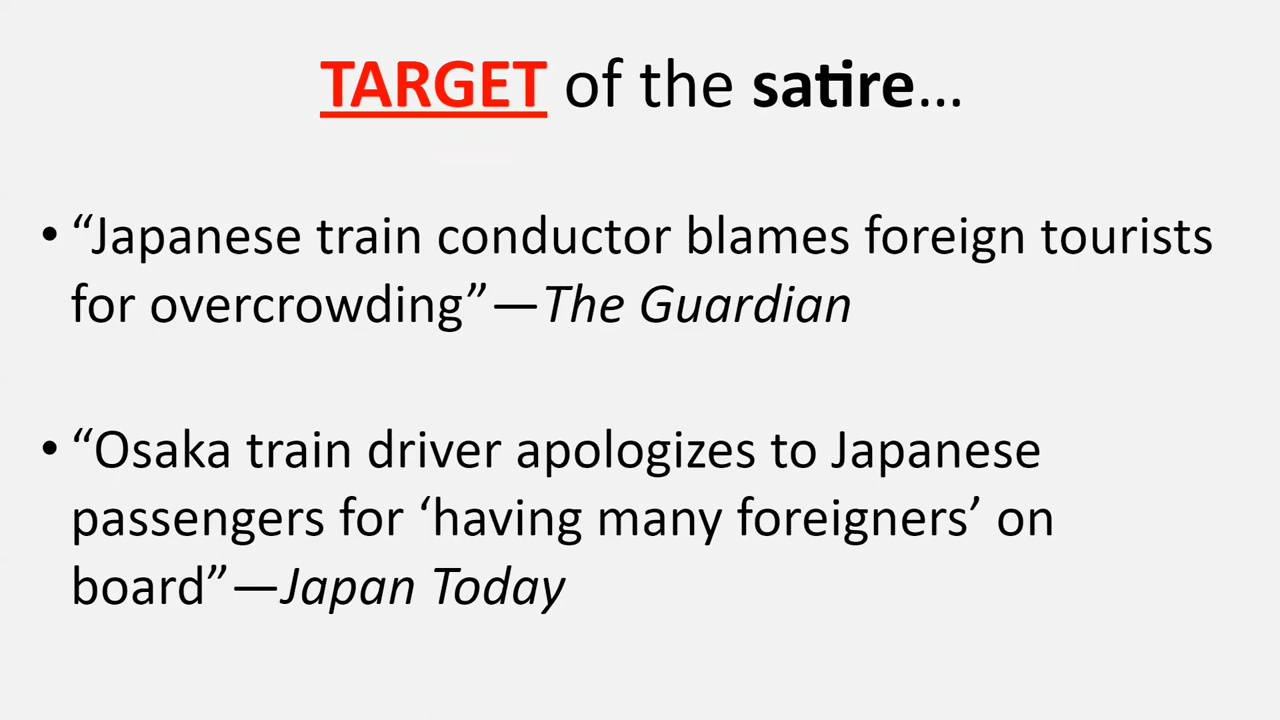 TARGET of the satire…
• “Japanese train conductor blames foreign tourists
for overcrowding”—The Guardian
• “Osaka train driver apologizes to Japanese
passengers for ‘having many foreigners’ on
board”—Japan Today